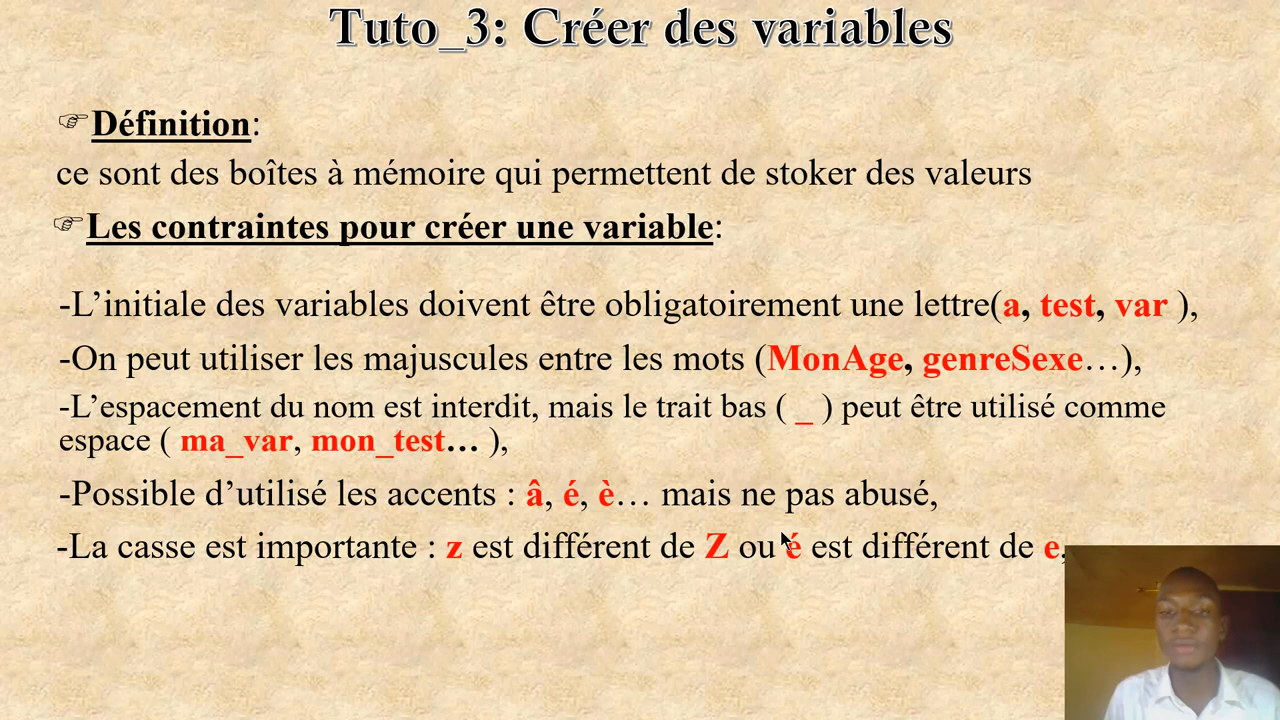 Tuto_3: Créer des variables
☞Définition:
ce sont des boîtes à mémoire qui permettent de stoker des valeurs
☞Les contraintes pour créer une variable:
-L’initiale des variables doivent être obligatoirement une lettre(a, test, var ),
-On peut utiliser les majuscules entre les mots (MonAge, genreSexe…),
-L’espacement du nom est interdit, mais le trait bas ( _ ) peut être utilisé comme
espace ( ma_var, mon_test… ),
-Possible d’utilisé les accents : â, é, è… mais ne pas abusé,
-La casse est importante : z est différent de Z ou é est différent de e,